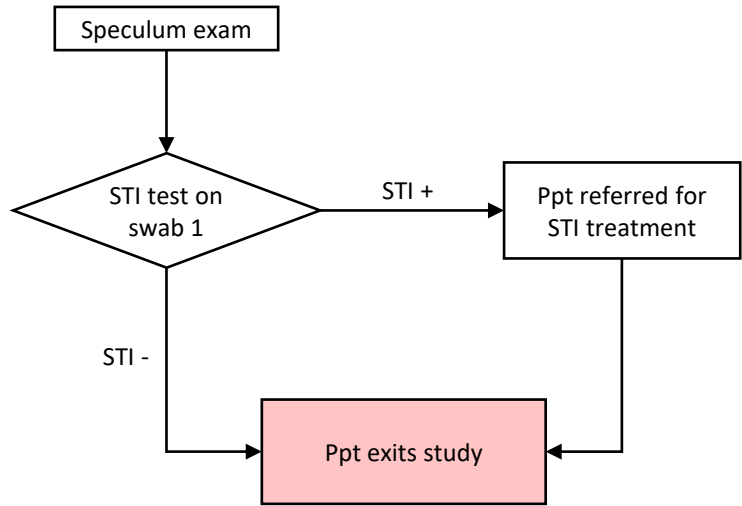 Speculum exam
STI test on
swab 1
STI +
Ppt referred for
STI treatment
STI -
Ppt exits study